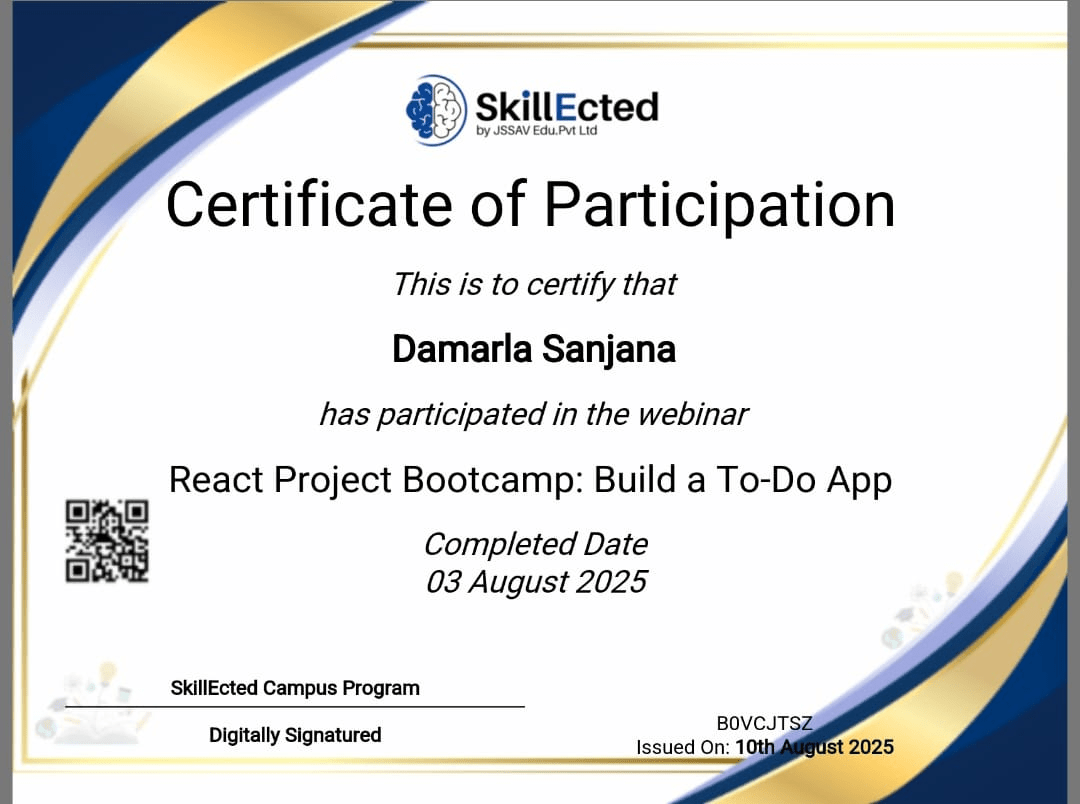 SkillEcted
by JSSAV Edu.Pvt Ltd
Certificate of Participation
This is to certify that
Damarla Sanjana
has participated in the webinar
React Project Bootcamp: Build a To-Do App
Completed Date
03 August 2025
SkillEcted Campus Program
Digitally Signatured
B0VCJTSZ
Issued On: 10th August 2025